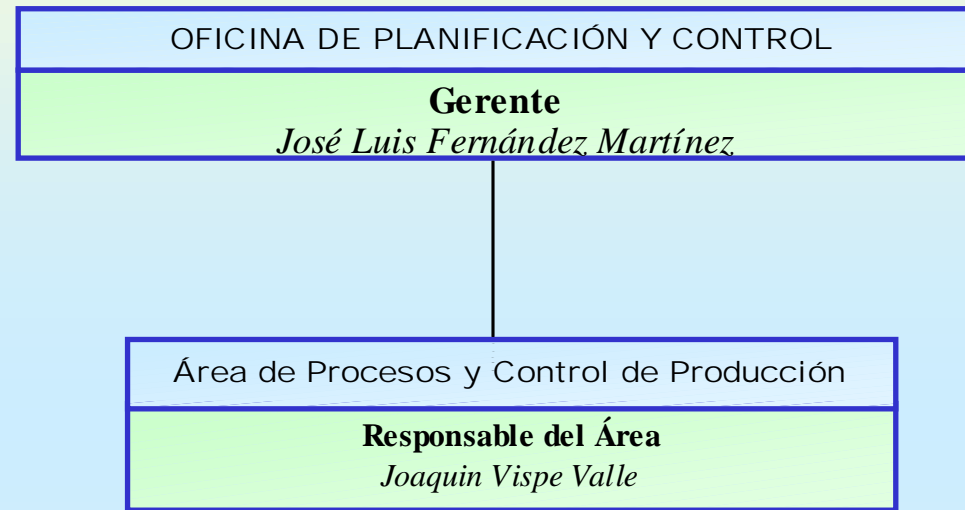 OFICINA DE PLANIFICACIÓN Y CONTROL
Gerente
José Luis Fernández Martínez
Área de Procesos y Control de Producción
Responsable del Área
Joaquin Vispe Valle